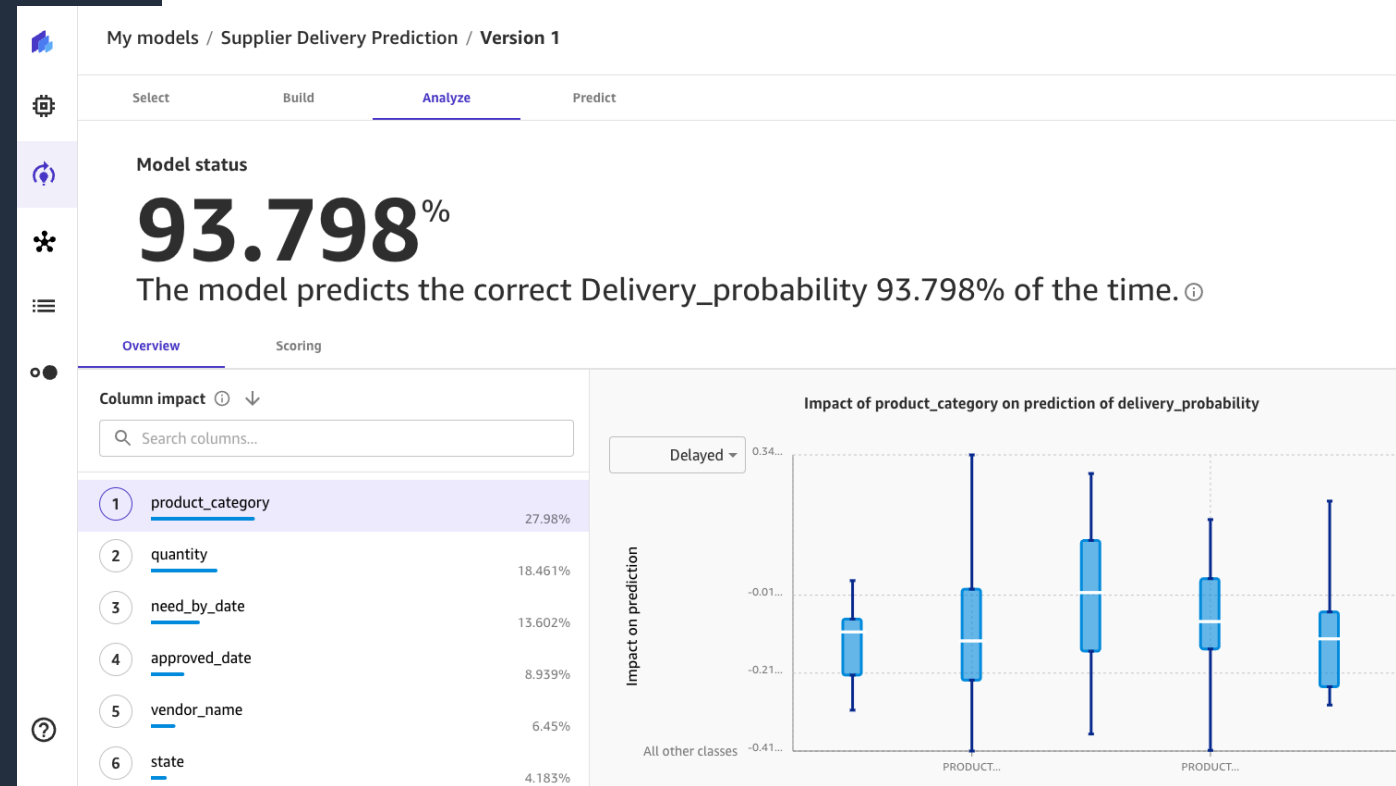 My models / Supplier Delivery Prediction / Version 1
Select Build Analyze Predict
Model status
93.798%
The model predicts the correct Delivery_probability 93.798% of the time.
Overview Scoring
Column impact
Search columns...
1 product_category 27.98%
2 quantity 18.461%
3 need_by_date 13.602%
4 approved_date 8.939%
5 vendor_name 6.45%
6 state 4.183%
Impact of product_category on prediction of delivery_probability
Delayed
0.34...
-0.01...
-0.21...
-0.41...
Impact on prediction
All other classes
PRODUCT... PRODUCT...